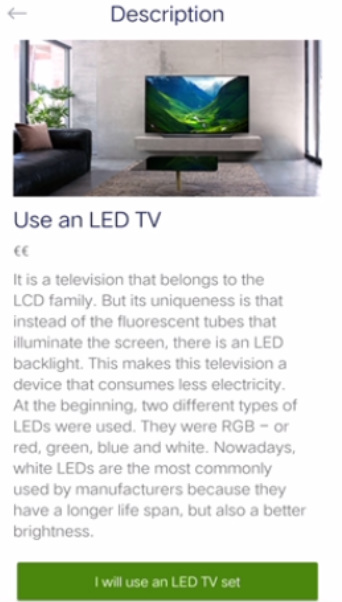 Description
Use an LED TV
€€
It is a television that belongs to the
LCD family. But its uniqueness is that
instead of the fluorescent tubes that
illuminate the screen, there is an LED
backlight. This makes this television a
device that consumes less electricity.
At the beginning, two different types of
LEDs were used. They were RGB – or
red, green, blue and white. Nowadays,
white LEDs are the most commonly
used by manufacturers because they
have a longer life span, but also a better
brightness.
I will use an LED TV set